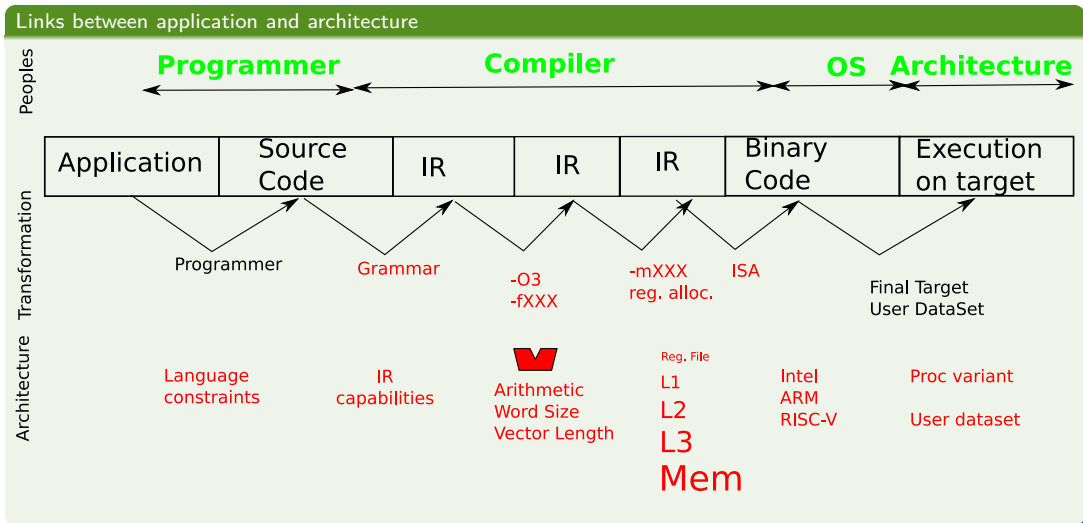 Links between application and architecture
Peoples
Programmer
Compiler
OS
Architecture
Application
Source
Code
IR
IR
IR
Binary
Code
Execution
on target
Transformation
Programmer
Grammar
-O3
-fXXX
-mXXX
reg. alloc.
ISA
Final Target
User DataSet
Architecture
Language
constraints
IR
capabilities
Arithmetic
Word Size
Vector Length
Reg. File
L1
L2
L3
Mem
Intel
ARM
RISC-V
Proc variant
User dataset